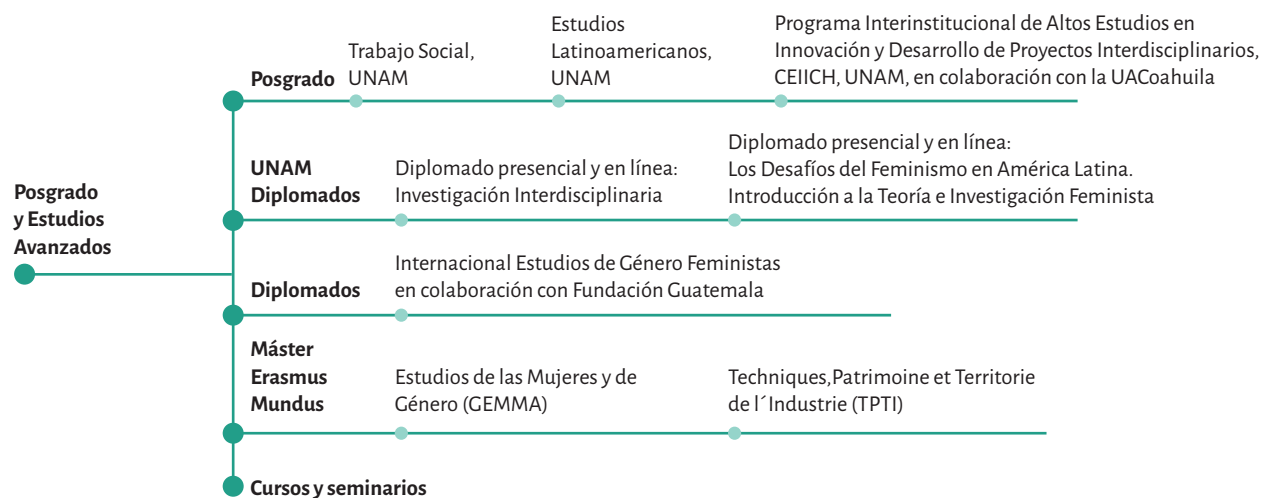 Posgrado
y Estudios
Avanzados
Posgrado
Trabajo Social,
UNAM
Estudios
Latinoamericanos,
UNAM
Programa Interinstitucional de Altos Estudios en
Innovación y Desarrollo de Proyectos Interdisciplinarios,
CEIICH, UNAM, en colaboración con la UACoahuila
UNAM
Diplomados
Diplomado presencial y en línea:
Investigación Interdisciplinaria
Diplomado presencial y en línea:
Los Desafíos del Feminismo en América Latina.
Introducción a la Teoría e Investigación Feminista
Diplomados
Internacional Estudios de Género Feministas
en colaboración con Fundación Guatemala
Máster
Erasmus
Mundus
Estudios de las Mujeres y de
Género (GEMMA)
Techniques,Patrimoine et Territorie
de l´Industrie (TPTI)
Cursos y seminarios